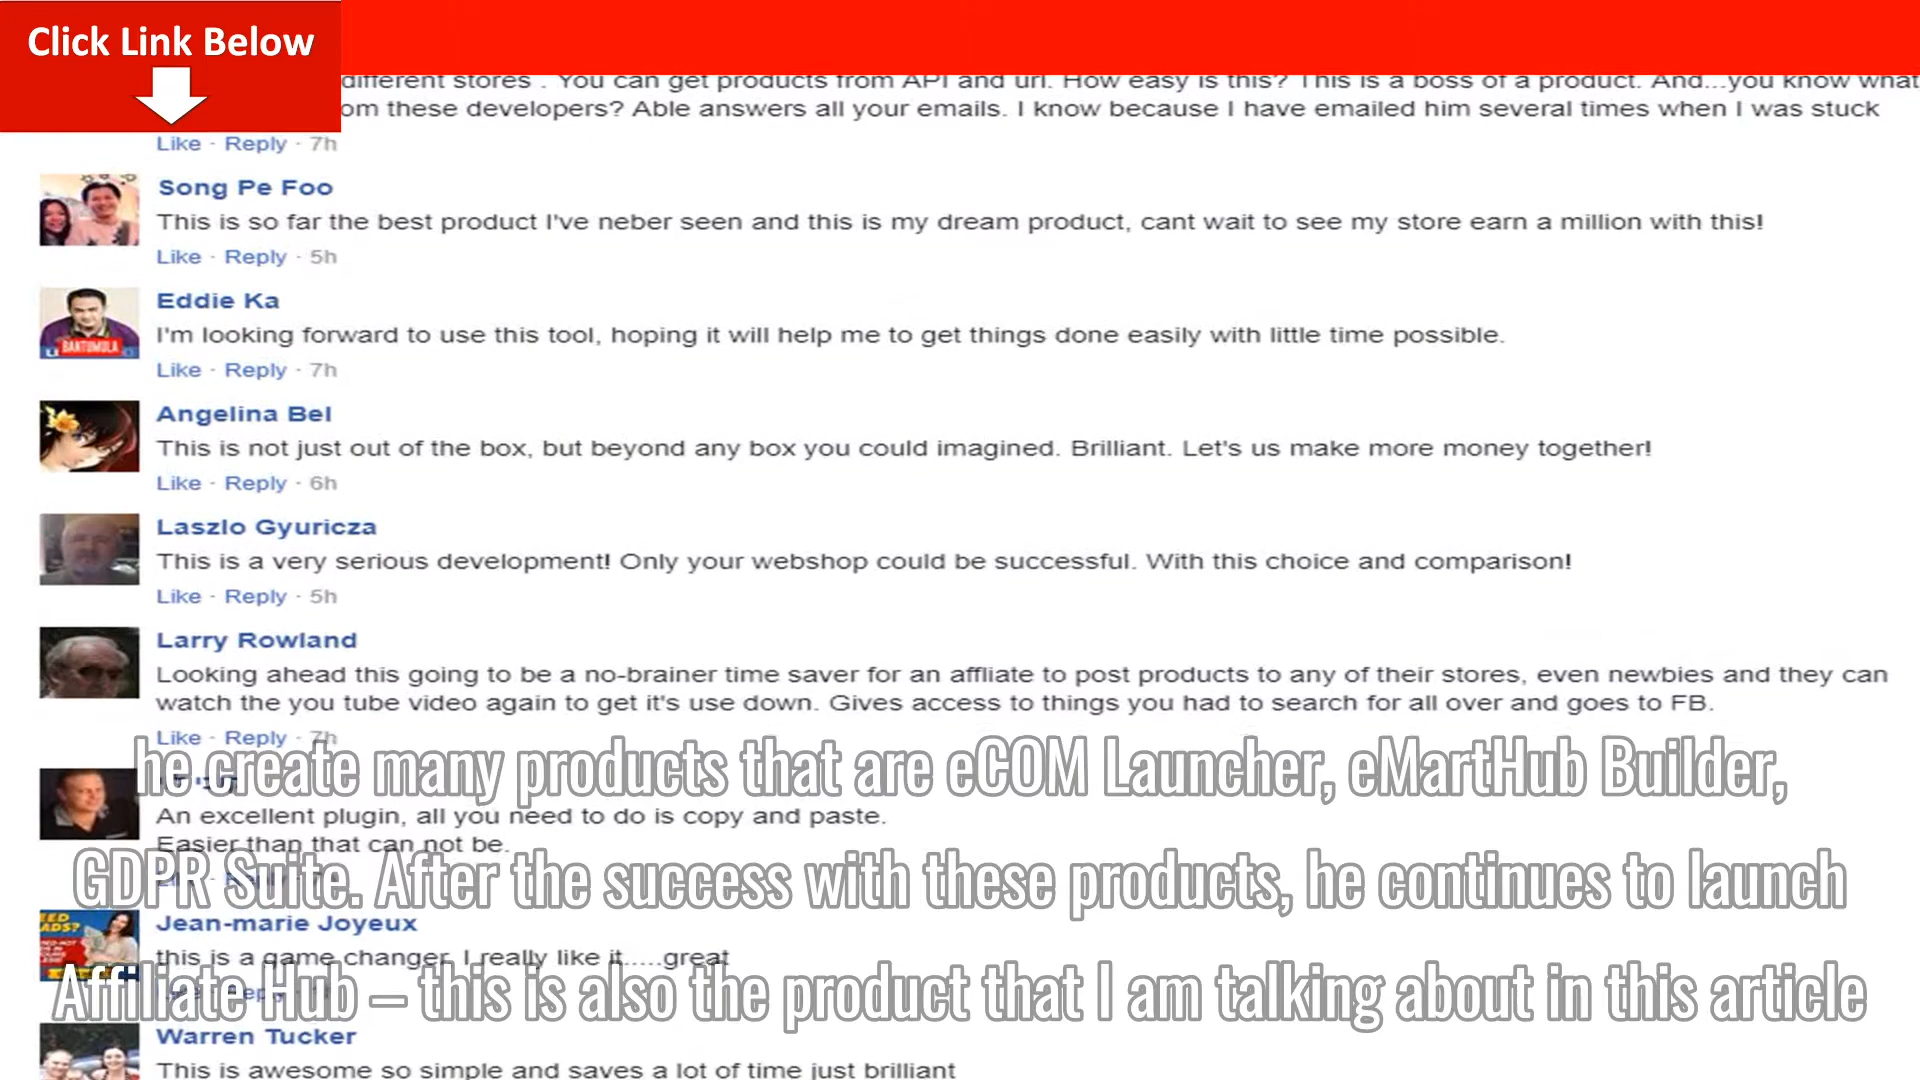 Click Link Below
different stores . You can get products from API and url. How easy is this? This is a boss of a product. And...you know what
om these developers? Able answers all your emails. I know because I have emailed him several times when I was stuck
Like · Reply · 7h
Song Pe Foo
This is so far the best product I've neber seen and this is my dream product, cant wait to see my store earn a million with this!
Like · Reply · 5h
Eddie Ka
I'm looking forward to use this tool, hoping it will help me to get things done easily with little time possible.
BANTUMULA
Like · Reply · 7h
Angelina Bel
This is not just out of the box, but beyond any box you could imagined. Brilliant. Let's us make more money together!
Like · Reply · 6h
Laszlo Gyuricza
This is a very serious development! Only your webshop could be successful. With this choice and comparison!
Like · Reply · 5h
Larry Rowland
Looking ahead this going to be a no-brainer time saver for an affliate to post products to any of their stores, even newbies and they can
watch the you tube video again to get it's use down. Gives access to things you had to search for all over and goes to FB.
Like · Reply · 7h
he create many products that are eCOM Launcher, eMartHub Builder,
An excellent plugin, all you need to do is copy and paste.
Easier than that can not be.
GDPR Suite. After the success with these products, he continues to launch
Jean-marie Joyeux
this is a game changer. I really like it.....great
Affiliate Hub – this is also the product that I am talking about in this article
Warren Tucker
This is awesome so simple and saves a lot of time just brilliant